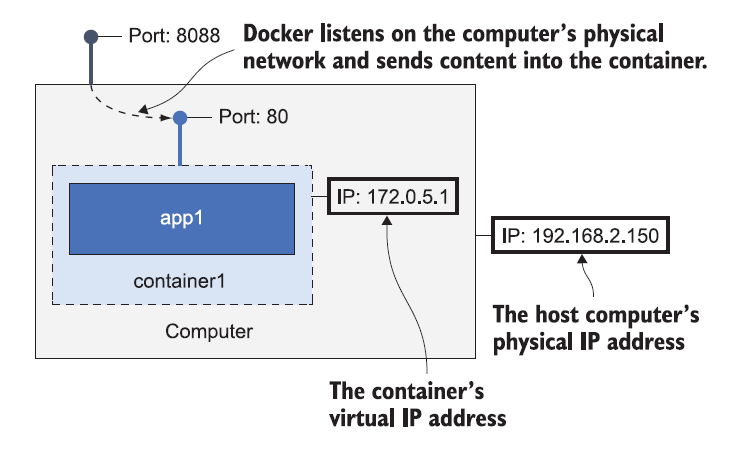 Port: 8088
Docker listens on the computer’s physical
network and sends content into the container.
Port: 80
IP: 172.0.5.1
app1
IP: 192.168.2.150
container1
Computer
The host computer’s
physical IP address
The container’s
virtual IP address